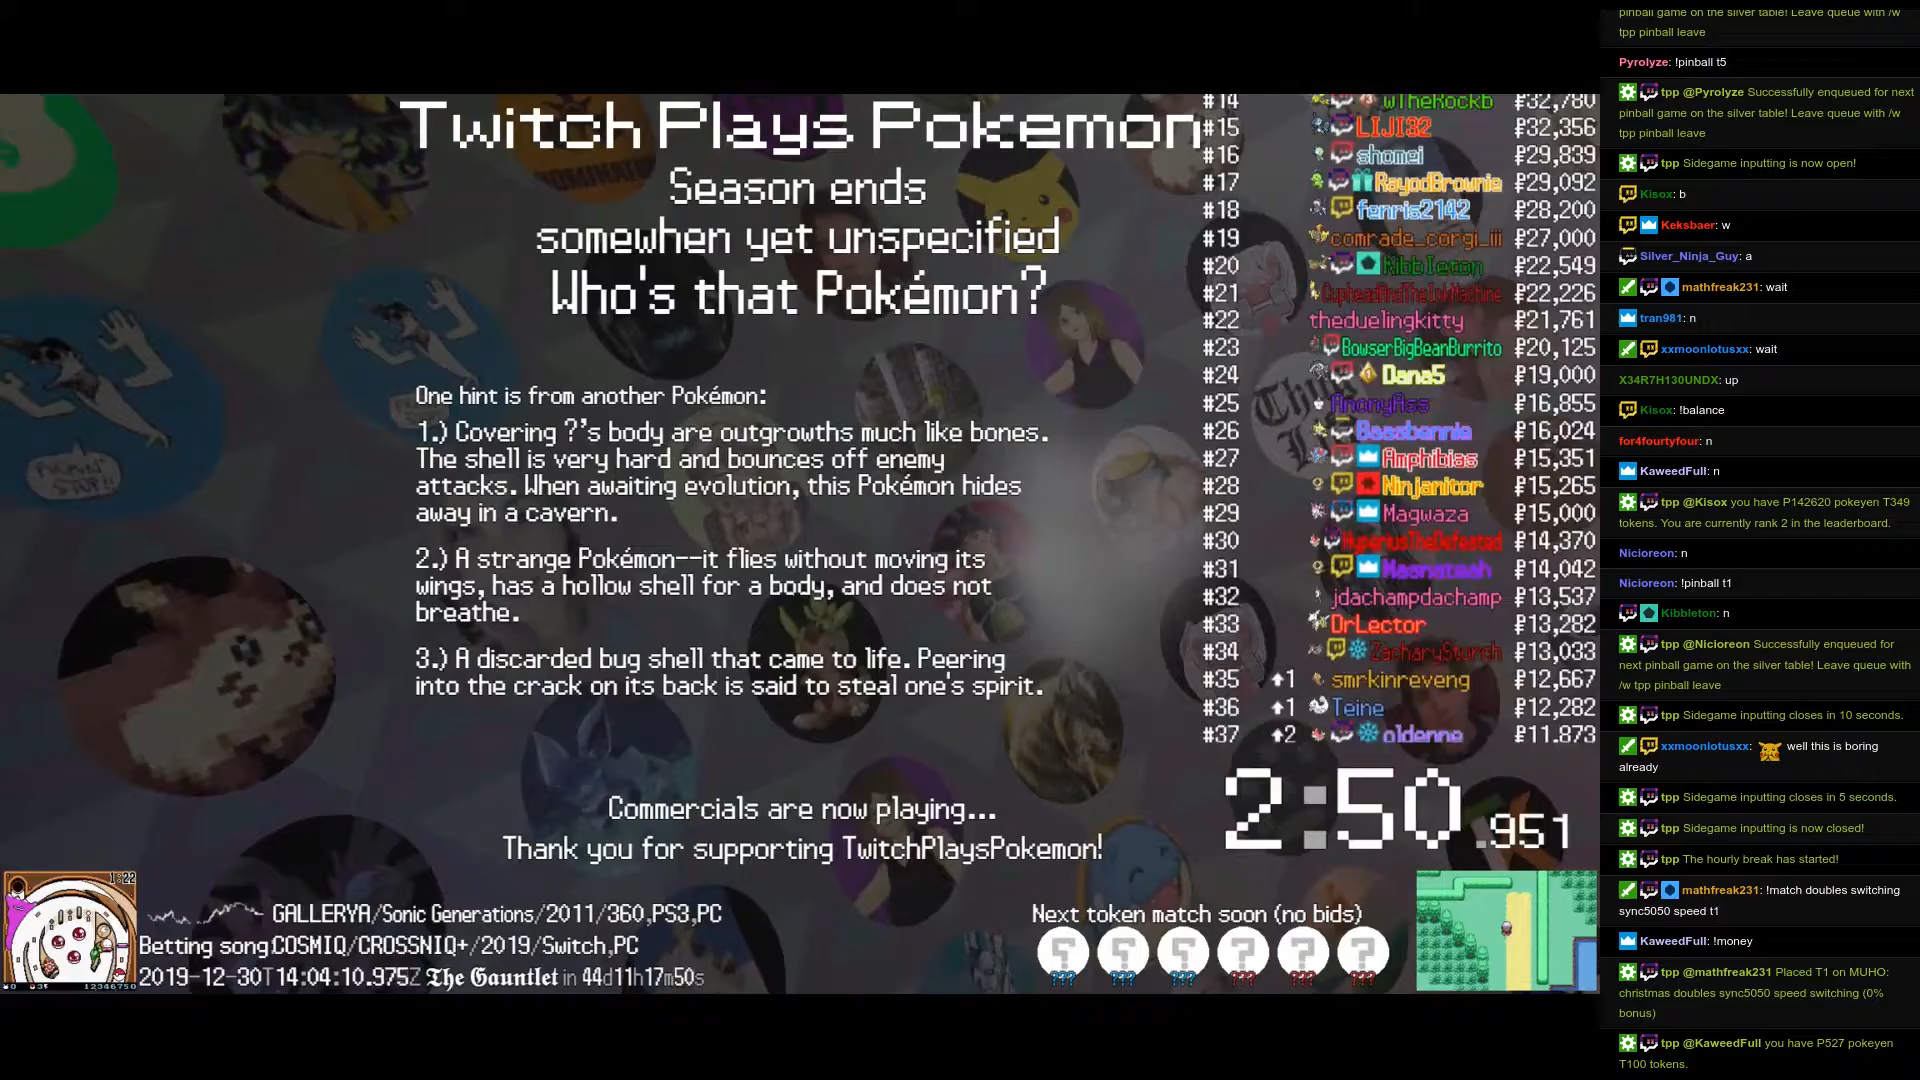 Twitch Plays Pokemon
Season ends
somewhen yet unspecified
Who's that Pokémon?
One hint is from another Pokémon:
1.) Covering ?'s body are outgrowths much like bones.
The shell is very hard and bounces off enemy
attacks. When awaiting evolution, this Pokémon hides
away in a cavern.
2.) A strange Pokémon--it flies without moving its
wings, has a hollow shell for a body, and does not
breathe.
3.) A discarded bug shell that came to life. Peering
into the crack on its back is said to steal one's spirit.
Commercials are now playing...
Thank you for supporting TwitchPlaysPokemon!
#14 wTheRockb ₽32,780
#15 LIJI32 ₽32,356
#16 shomei ₽29,839
#17 RayodBrownie ₽29,092
#18 fenris2142 ₽28,200
#19 comrade_corgi_iii ₽27,000
#20 Kibbleton ₽22,549
#21 CupheadAndTheInkMachine ₽22,226
#22 theduelingkitty ₽21,761
#23 BowserBigBeanBurrito ₽20,125
#24 Dana5 ₽19,000
#25 AnonyAss ₽16,855
#26 Bassbennie ₽16,024
#27 Amphibias ₽15,351
#28 Ninjanitor ₽15,265
#29 Magwaza ₽15,000
#30 HyperiusTheDefeated ₽14,370
#31 ₽14,042
#32 jdachampdachamp ₽13,537
#33 DrLector ₽13,282
#34 ZacharyStorch ₽13,033
#35 ↑1 smrkinreveng ₽12,667
#36 ↑1 Teine ₽12,282
#37 ↑2 oldenne ₽11,873
2:50.951
1:22
12346750
GALLERYA/Sonic Generations/2011/360,PS3,PC
Betting song:COSMIQ/CROSSNIQ+/2019/Switch,PC
2019-12-30T14:04:10.975Z The Gauntlet in 44d11h17m50s
Next token match soon (no bids)
? ? ? ? ? ?
??? ??? ??? ??? ??? ???
pinball game on the silver table! Leave queue with /w
tpp pinball leave
Pyrolyze: !pinball t5
tpp @Pyrolyze Successfully enqueued for next
pinball game on the silver table! Leave queue with /w
tpp pinball leave
tpp Sidegame inputting is now open!
Kisox: b
Keksbaer: w
Silver_Ninja_Guy: a
mathfreak231: wait
tran981: n
xxmoonlotusxx: wait
X34R7H130UNDX: up
Kisox: !balance
for4fourtyfour: n
KaweedFull: n
tpp @Kisox you have P142620 pokeyen T349
tokens. You are currently rank 2 in the leaderboard.
Nicioreon: n
Nicioreon: !pinball t1
Kibbleton: n
tpp @Nicioreon Successfully enqueued for
next pinball game on the silver table! Leave queue with
/w tpp pinball leave
tpp Sidegame inputting closes in 10 seconds.
xxmoonlotusxx: well this is boring
already
tpp Sidegame inputting closes in 5 seconds.
tpp Sidegame inputting is now closed!
tpp The hourly break has started!
mathfreak231: !match doubles switching
sync5050 speed t1
KaweedFull: !money
tpp @mathfreak231 Placed T1 on MUHO:
christmas doubles sync5050 speed switching (0%
bonus)
tpp @KaweedFull you have P527 pokeyen
T100 tokens.